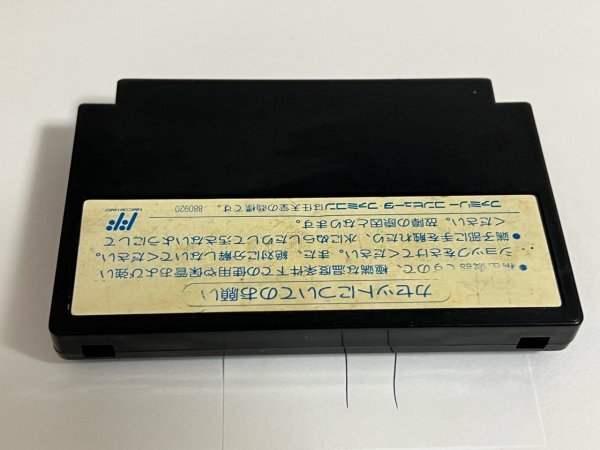 カセットについてのお願い
●精密機器ですので、極端な温度条件下での使用や保管および強い
ショックをさけてください。また、絶対に分解しないでください。
●端子部に手を触れたり、水にぬらしたりして汚さないようにして
ください。故障の原因となります。
ファミリーコンピュータ・ファミコンは任天堂の商標です。 880920